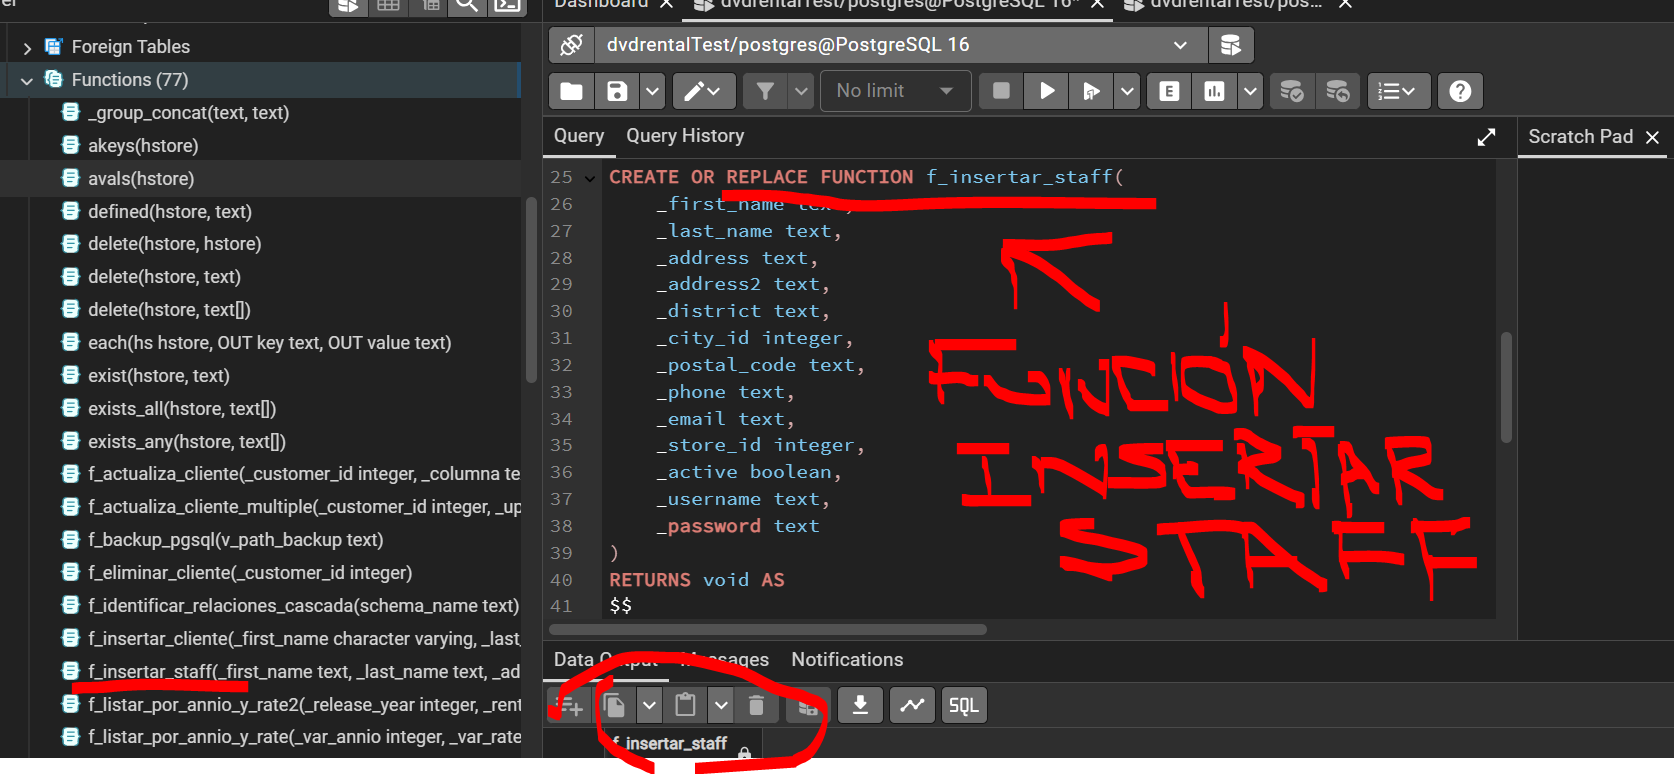 Dashboard
dvdrentalTest/postgres@PostgreSQL 16*
dvdrentalTest/pos...
Foreign Tables
Functions (77)
_group_concat(text, text)
akeys(hstore)
avals(hstore)
defined(hstore, text)
delete(hstore, hstore)
delete(hstore, text)
delete(hstore, text[])
each(hs hstore, OUT key text, OUT value text)
exist(hstore, text)
exists_all(hstore, text[])
exists_any(hstore, text[])
f_actualiza_cliente(_customer_id integer, _columna te
f_actualiza_cliente_multiple(_customer_id integer, _up
f_backup_pgsql(v_path_backup text)
f_eliminar_cliente(_customer_id integer)
f_identificar_relaciones_cascada(schema_name text)
f_insertar_cliente(_first_name character varying, _last_
f_insertar_staff(_first_name text, _last_name text, _ad
f_listar_por_annio_y_rate2(_release_year integer, _rent
f_listar_por_annio_y_rate(_var_annio integer, _var_rate
dvdrentalTest/postgres@PostgreSQL 16
No limit
E
Query Query History
Scratch Pad
25 CREATE OR REPLACE FUNCTION f_insertar_staff(
26 _first_name text,
27 _last_name text,
28 _address text,
29 _address2 text,
30 _district text,
31 _city_id integer,
32 _postal_code text,
33 _phone text,
34 _email text,
35 _store_id integer,
36 _active boolean,
37 _username text,
38 _password text
39 )
40 RETURNS void AS
41 $$
FUNCIÓN
INSERTAR
STAFF
Data Output Messages Notifications
SQL
f_insertar_staff